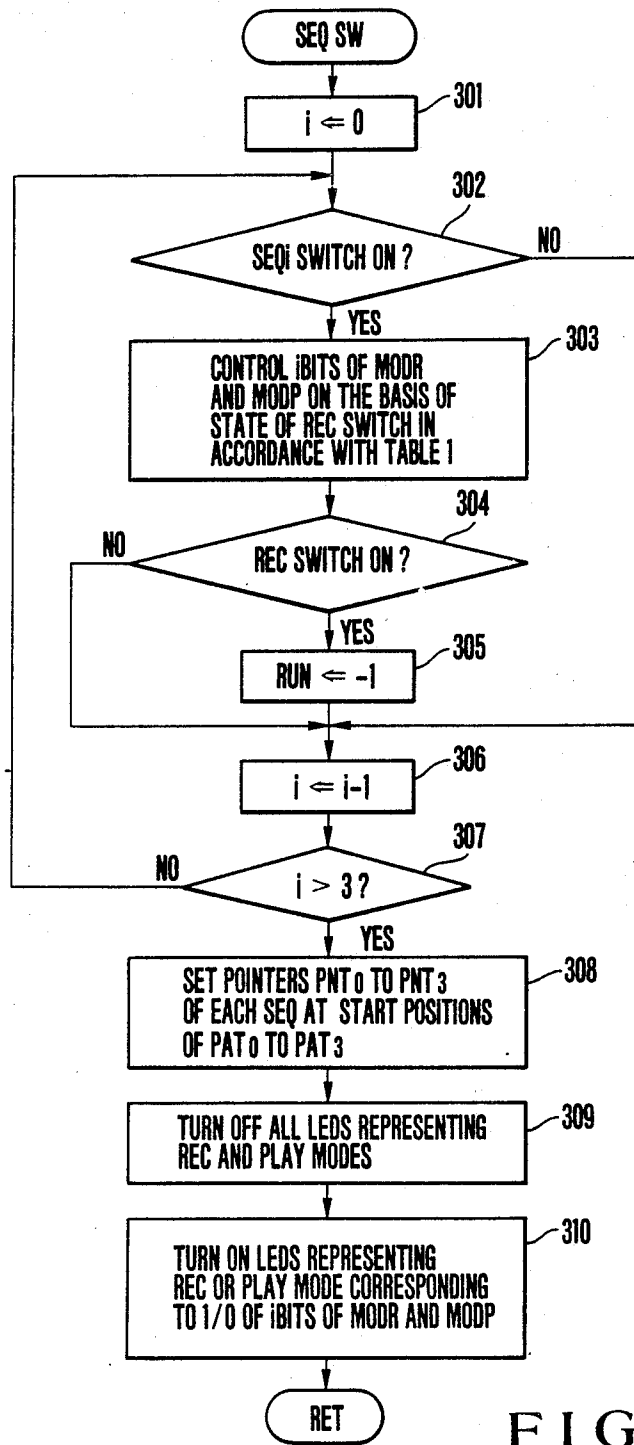 SEQ SW
301
i ⇐ 0
302
SEQi SWITCH ON ?
NO
YES
303
CONTROL iBITS OF MODR
AND MODP ON THE BASIS OF
STATE OF REC SWITCH IN
ACCORDANCE WITH TABLE 1
304
NO
REC SWITCH ON ?
YES
305
RUN ⇐ -1
306
i ⇐ i-1
307
NO
i > 3 ?
YES
308
SET POINTERS PNT0 TO PNT3
OF EACH SEQ AT START POSITIONS
OF PAT0 TO PAT3
309
TURN OFF ALL LEDS REPRESENTING
REC AND PLAY MODES
310
TURN ON LEDS REPRESENTING
REC OR PLAY MODE CORRESPONDING
TO 1/0 OF iBITS OF MODR AND MODP
RET
FIG